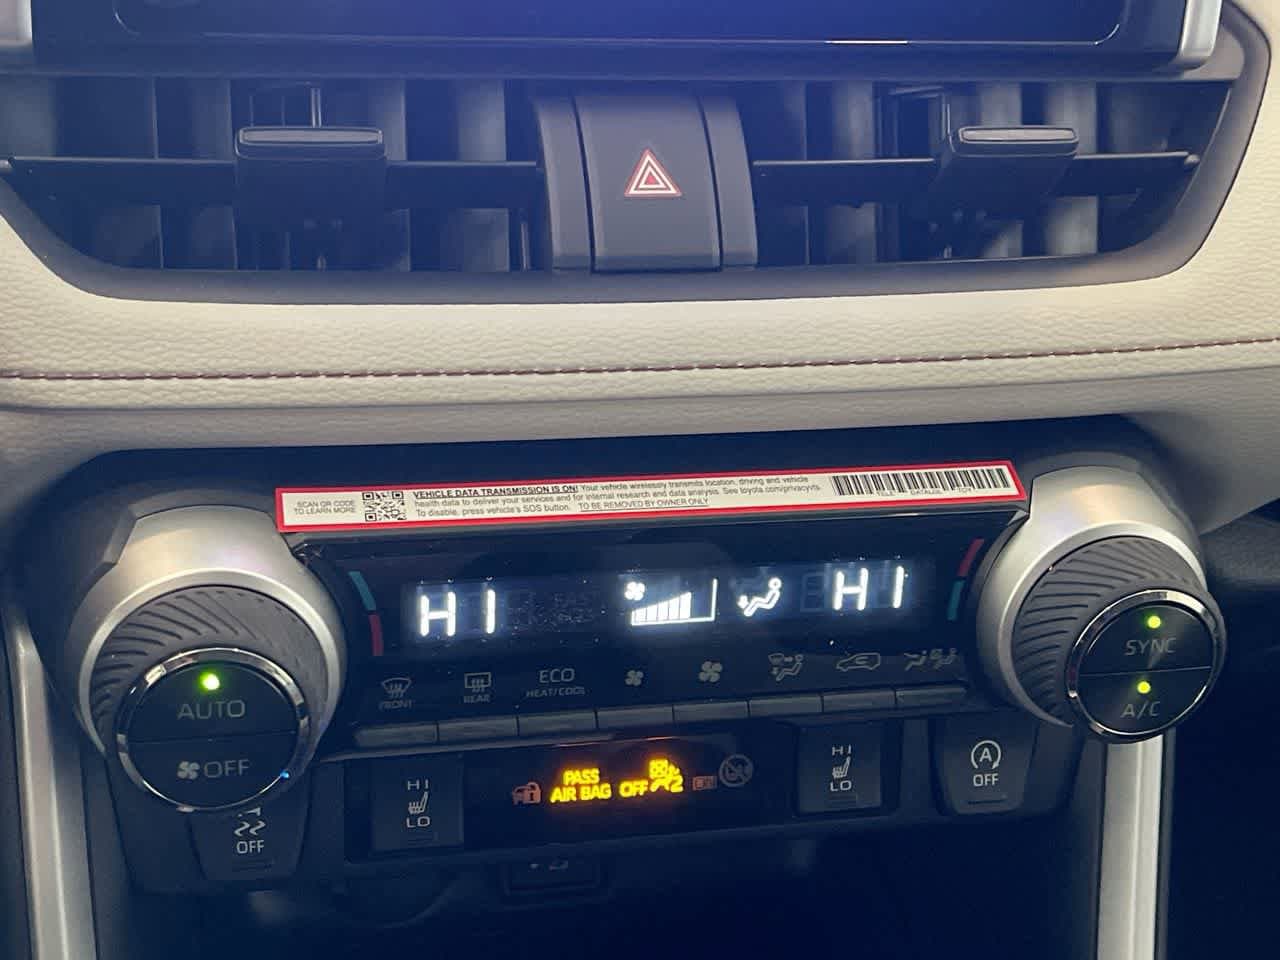 SCAN QR CODE
TO LEARN MORE
VEHICLE DATA TRANSMISSION IS ON! Your vehicle wirelessly transmits location, driving and vehicle
health data to deliver your services and for internal research and data analysis. See toyota.com/privacyvts.
To disable, press vehicle's SOS button. TO BE REMOVED BY OWNER ONLY
HI
HI
FRONT
REAR
ECO
HEAT/COOL
AUTO
OFF
SYNC
A/C
HI
LO
PASS
AIR BAG OFF 2
HI
LO
A
OFF
OFF